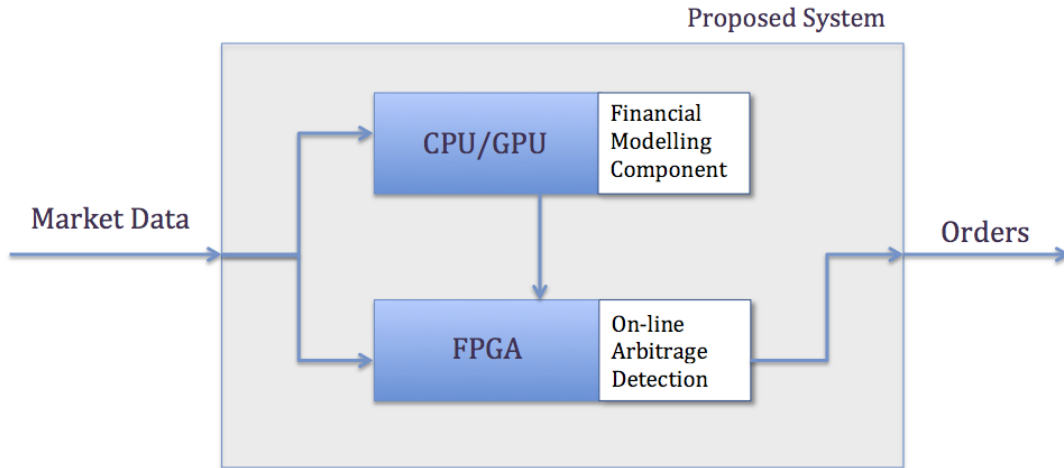 Proposed System
CPU/GPU
Financial
Modelling
Component
Market Data
Orders
FPGA
On-line
Arbitrage
Detection